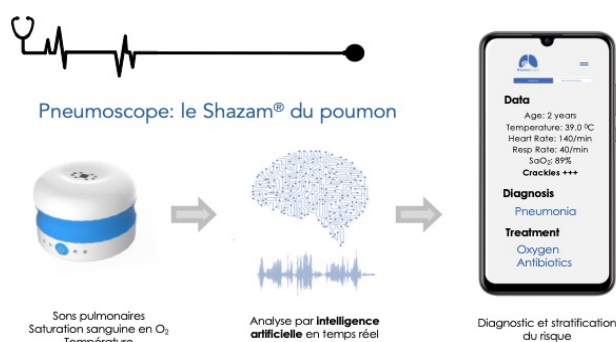 Pneumoscope: le Shazam® du poumon
Sons pulmonaires
Saturation sanguine en O₂
Température
Analyse par intelligence
artificielle en temps réel
Data
Age: 2 years
Temperature: 39.0 ⁰C
Heart Rate: 140/min
Resp Rate: 40/min
SaO₂: 89%
Crackles +++
Diagnosis
Pneumonia
Treatment
Oxygen
Antibiotics
Diagnostic et stratification
du risque